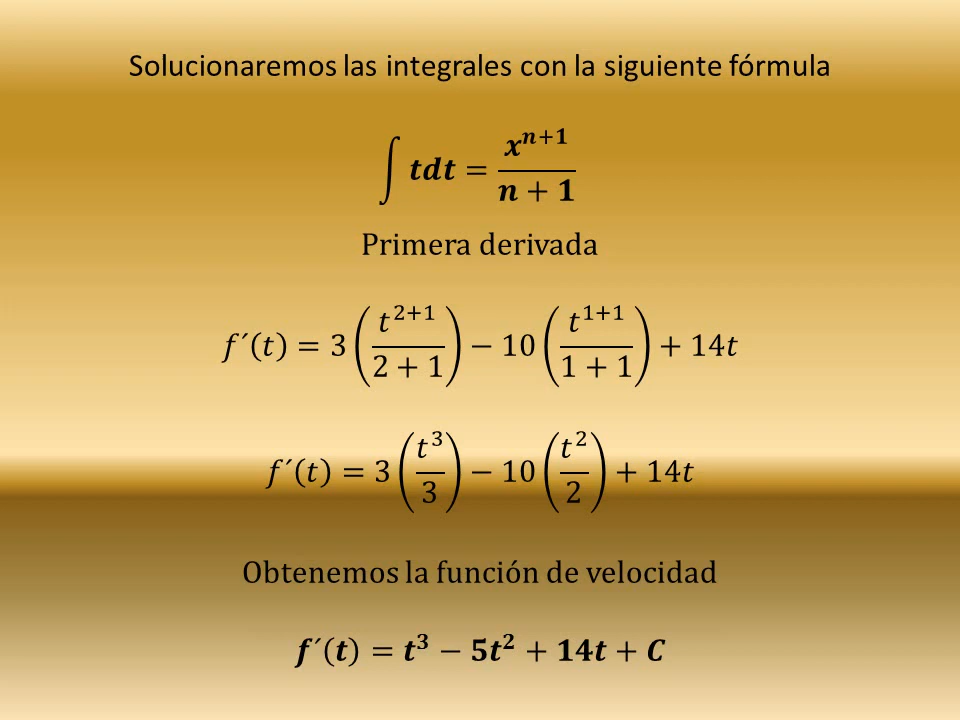 Solucionaremos las integrales con la siguiente fórmula
∫ tdt = x^{n+1} / (n + 1)
Primera derivada
f´(t) = 3 (t^{2+1} / (2 + 1)) − 10 (t^{1+1} / (1 + 1)) + 14t
f´(t) = 3 (t^3 / 3) − 10 (t^2 / 2) + 14t
Obtenemos la función de velocidad
f´(t) = t^3 − 5t^2 + 14t + C